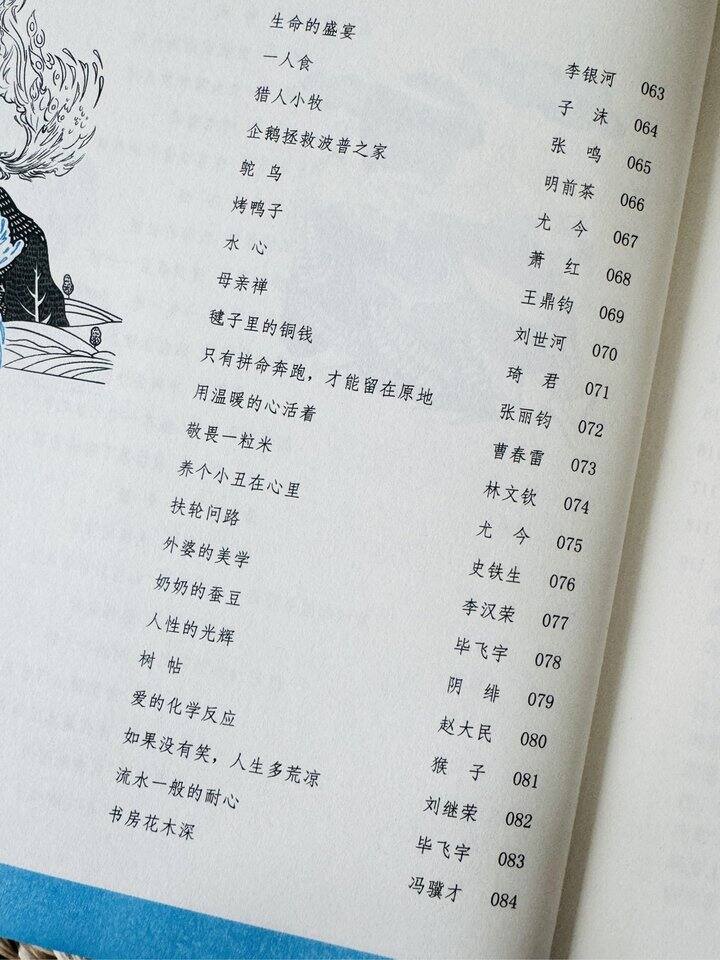 生命的盛宴 李银河 063
一人食 子 沫 064
猎人小牧 张 鸣 065
企鹅拯救波普之家 明前茶 066
鸵 鸟 尤 今 067
烤鸭子 萧 红 068
水 心 王鼎钧 069
母亲禅 刘世河 070
毽子里的铜钱 琦 君 071
只有拼命奔跑，才能留在原地 张丽钧 072
用温暖的心活着 曹春雷 073
敬畏一粒米 林文钦 074
养个小丑在心里 尤 今 075
扶轮问路 史铁生 076
外婆的美学 李汉荣 077
奶奶的蚕豆 毕飞宇 078
人性的光辉 阴 绯 079
树 帖 赵大民 080
爱的化学反应 猴 子 081
如果没有笑，人生多荒凉 刘继荣 082
流水一般的耐心 毕飞宇 083
书房花木深 冯骥才 084